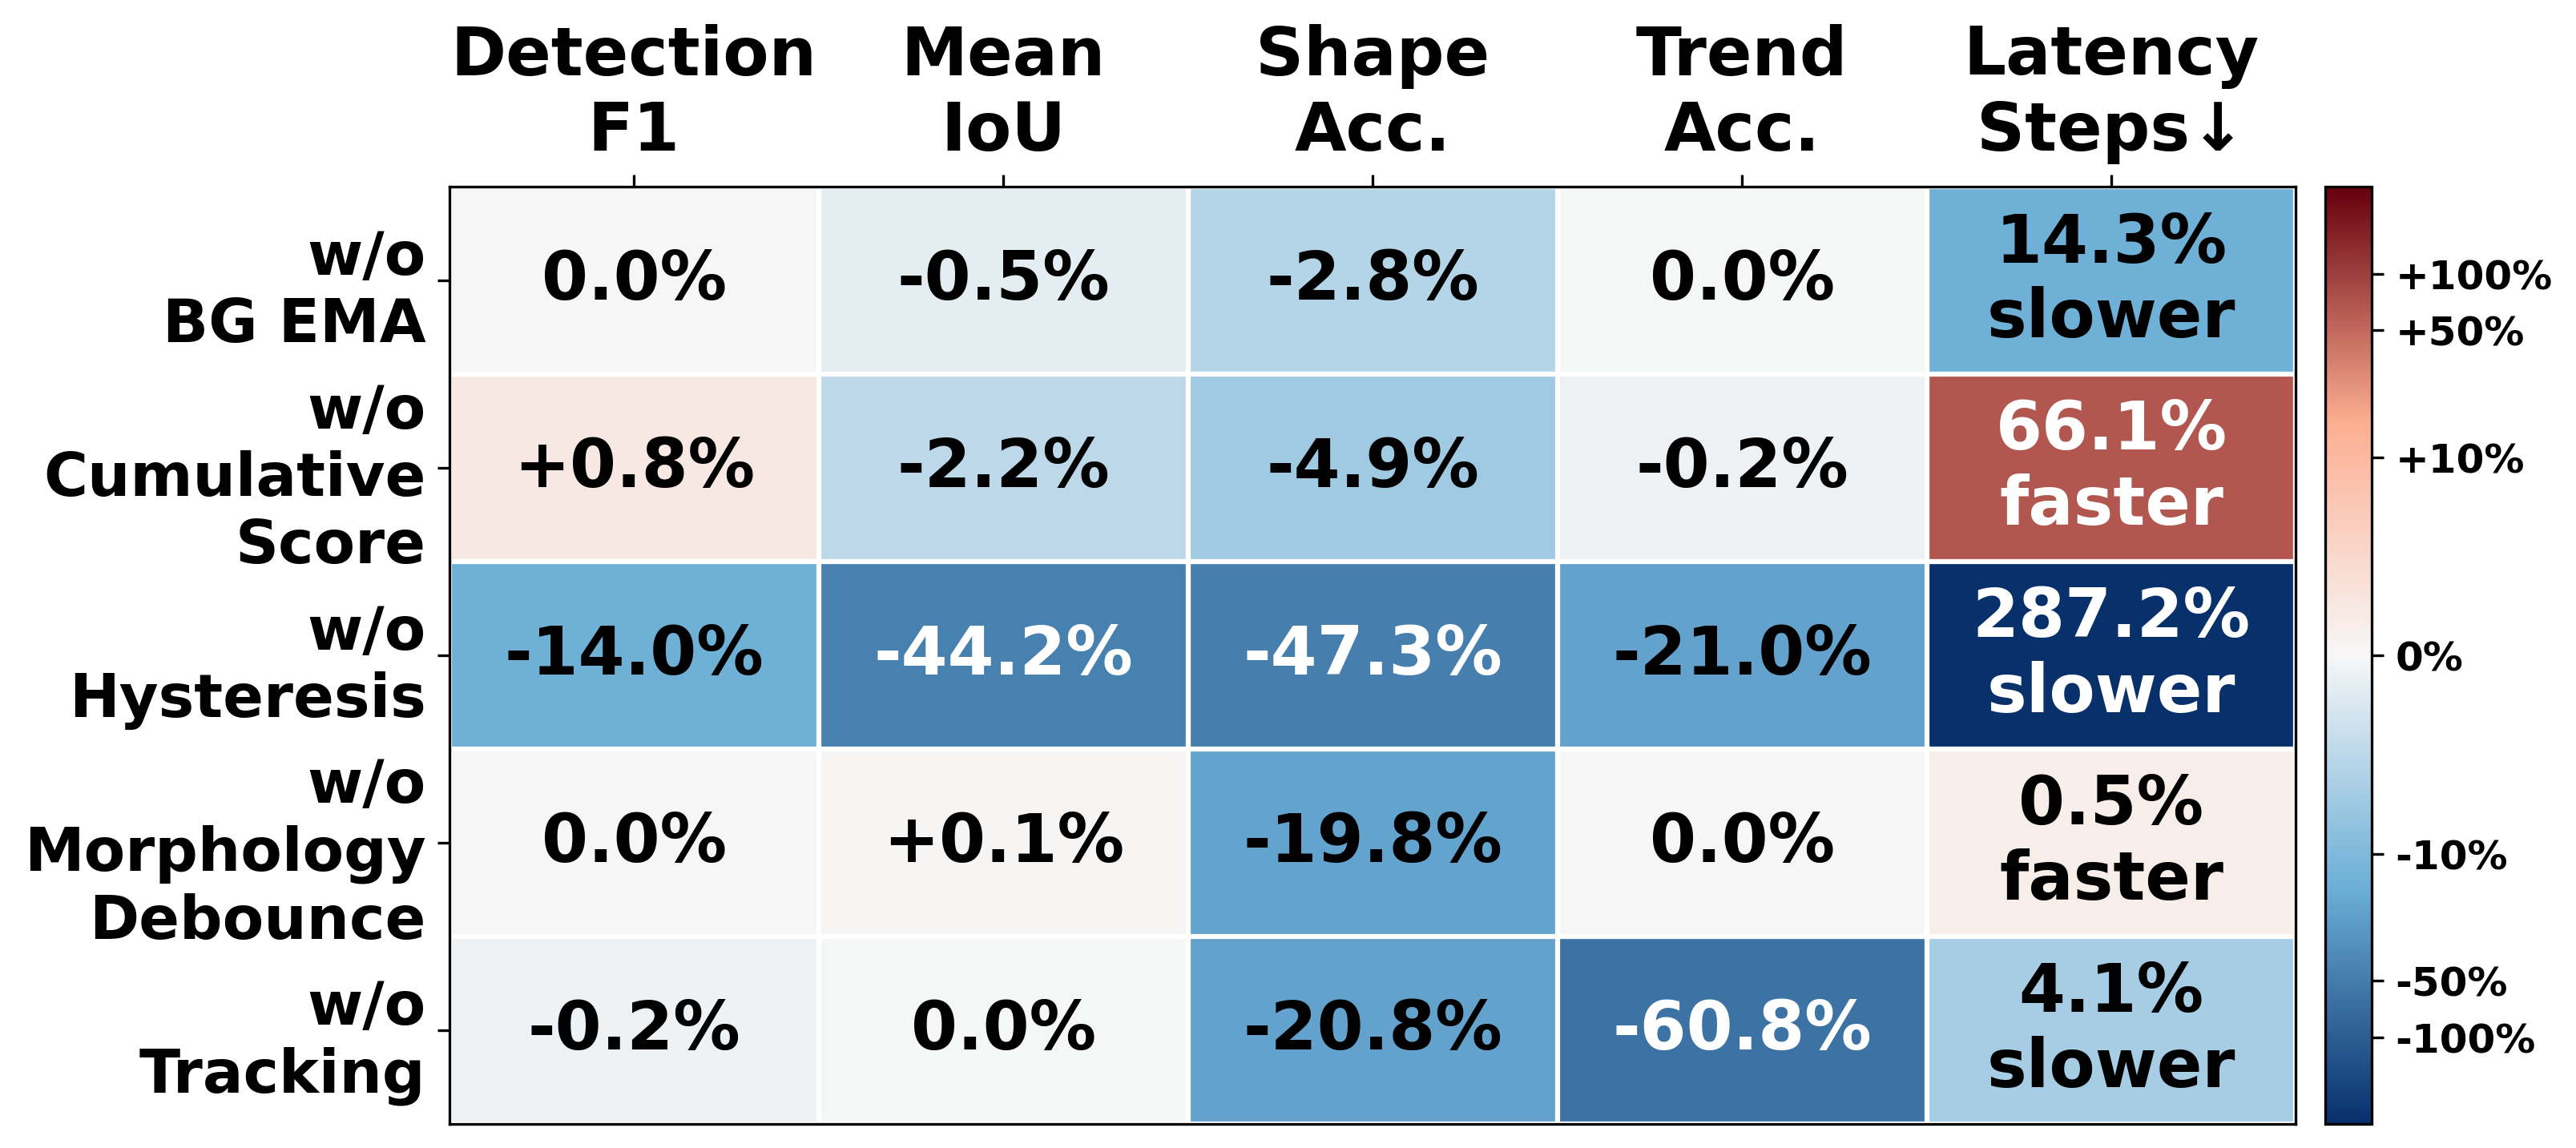 Detection
F1
Mean
IoU
Shape
Acc.
Trend
Acc.
Latency
Steps↓
w/o
BG EMA
0.0%
-0.5%
-2.8%
0.0%
14.3%
slower
w/o
Cumulative
Score
+0.8%
-2.2%
-4.9%
-0.2%
66.1%
faster
w/o
Hysteresis
-14.0%
-44.2%
-47.3%
-21.0%
287.2%
slower
w/o
Morphology
Debounce
0.0%
+0.1%
-19.8%
0.0%
0.5%
faster
w/o
Tracking
-0.2%
0.0%
-20.8%
-60.8%
4.1%
slower
+100%
+50%
+10%
0%
-10%
-50%
-100%